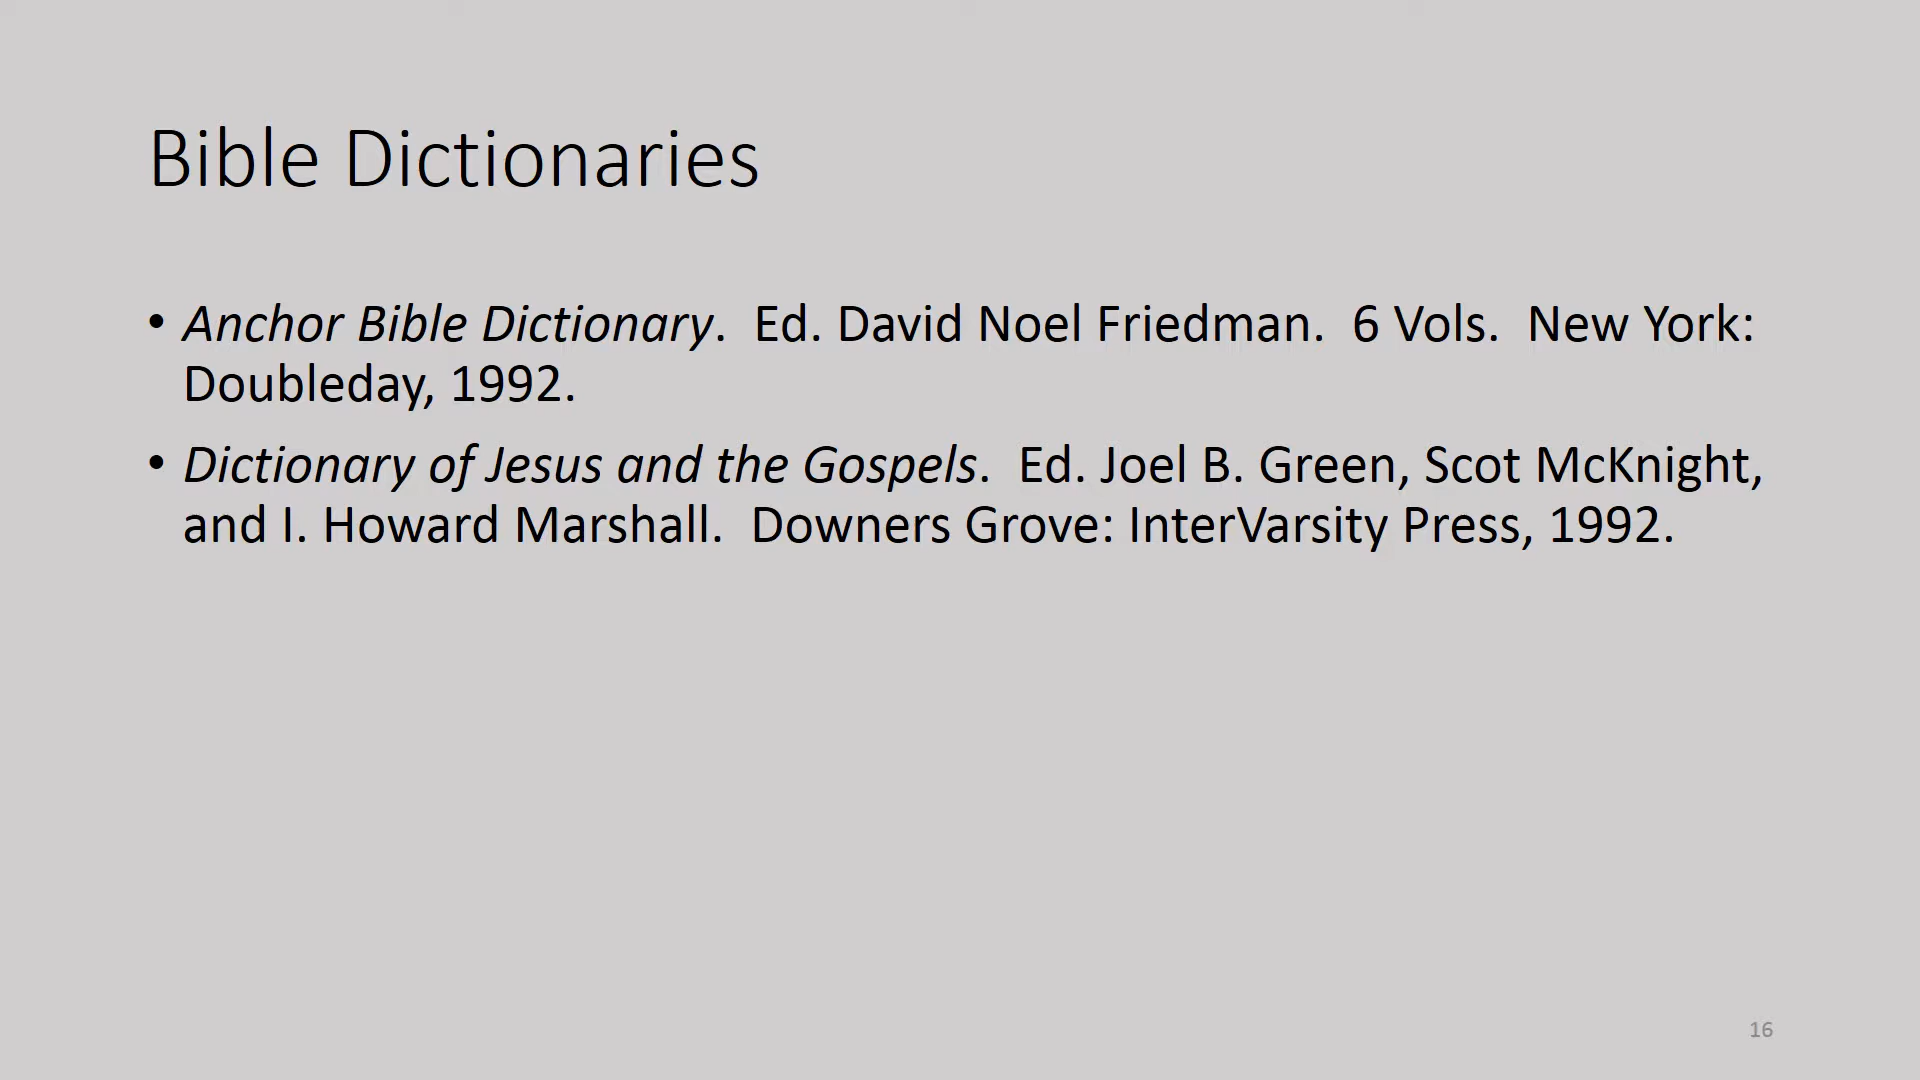 Bible Dictionaries
• Anchor Bible Dictionary.  Ed. David Noel Friedman.  6 Vols.  New York:
Doubleday, 1992.
• Dictionary of Jesus and the Gospels.  Ed. Joel B. Green, Scot McKnight,
and I. Howard Marshall.  Downers Grove: InterVarsity Press, 1992.
16